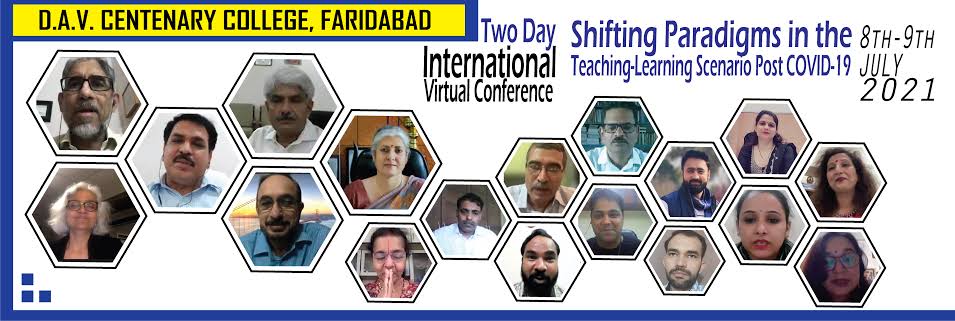 D.A.V. CENTENARY COLLEGE, FARIDABAD
Two Day
International
Virtual Conference
Shifting Paradigms in the
Teaching-Learning Scenario Post COVID-19
8TH-9TH
JULY
2021